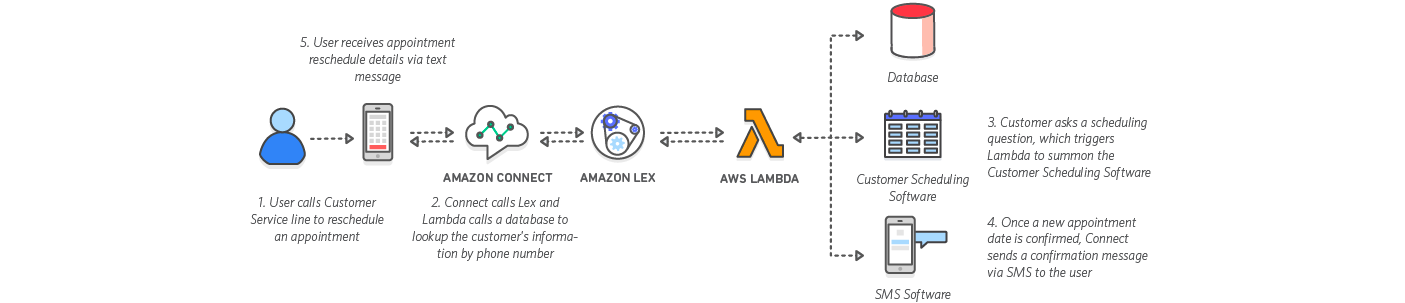 5. User receives appointment
reschedule details via text
message
AMAZON CONNECT
AMAZON LEX
AWS LAMBDA
1. User calls Customer
Service line to reschedule
an appointment
2. Connect calls Lex and
Lambda calls a database to
lookup the customer's informa-
tion by phone number
Database
Customer Scheduling
Software
SMS Software
3. Customer asks a scheduling
question, which triggers
Lambda to summon the
Customer Scheduling Software
4. Once a new appointment
date is confirmed, Connect
sends a confirmation message
via SMS to the user